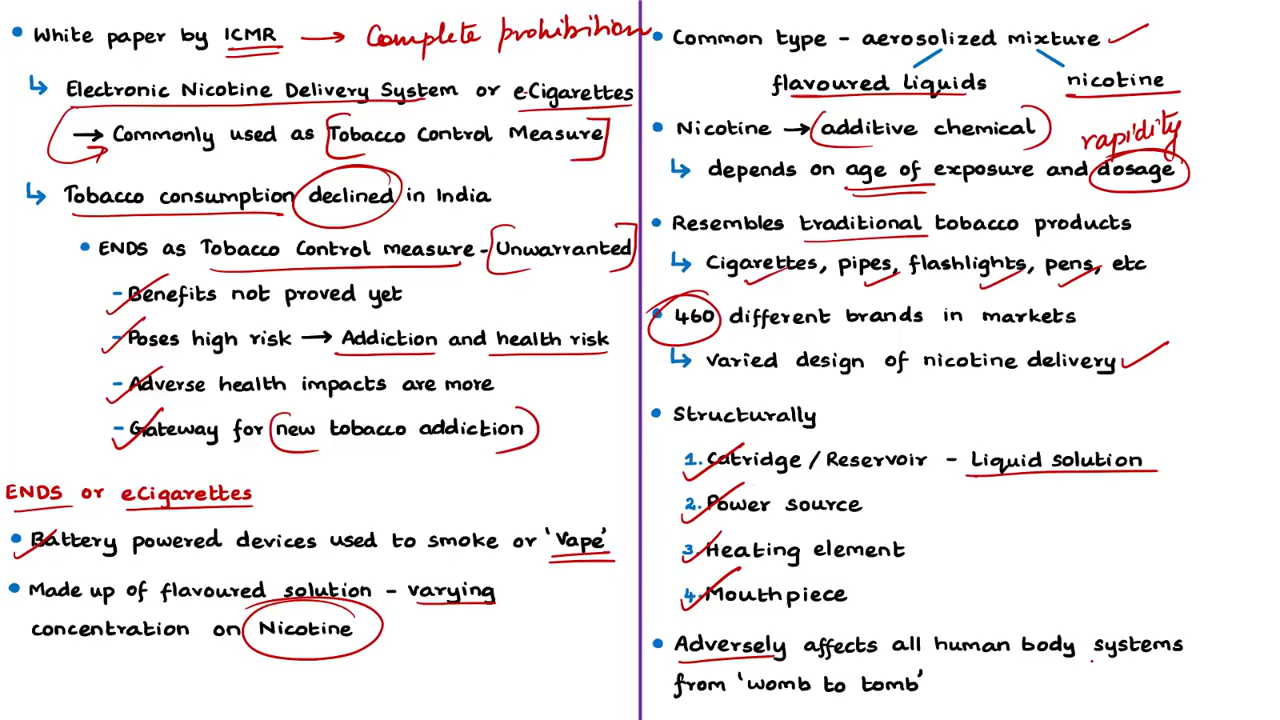 • White paper by ICMR → Complete prohibition
↳ Electronic Nicotine Delivery System or eCigarettes
→ Commonly used as [Tobacco Control Measure]
↳ Tobacco consumption declined in India
• ENDS as Tobacco Control measure - [Unwarranted]
- Benefits not proved yet
- Poses high risk → Addiction and health risk
- Adverse health impacts are more
- Gateway for (new tobacco addiction)
ENDS or eCigarettes
• Battery powered devices used to smoke or 'Vape'
• Made up of flavoured solution - varying
concentration on Nicotine
• Common type - aerosolized mixture
flavoured liquids nicotine
• Nicotine → (additive chemical)
rapidity
↳ depends on age of exposure and dosage
• Resembles traditional tobacco products
↳ Cigarettes, pipes, flashlights, pens, etc
• 460 different brands in markets
↳ varied design of nicotine delivery
• Structurally
1. Catridge/Reservoir - Liquid solution
2. Power source
3. Heating element
4. Mouthpiece
• Adversely affects all human body systems
from 'womb to tomb'